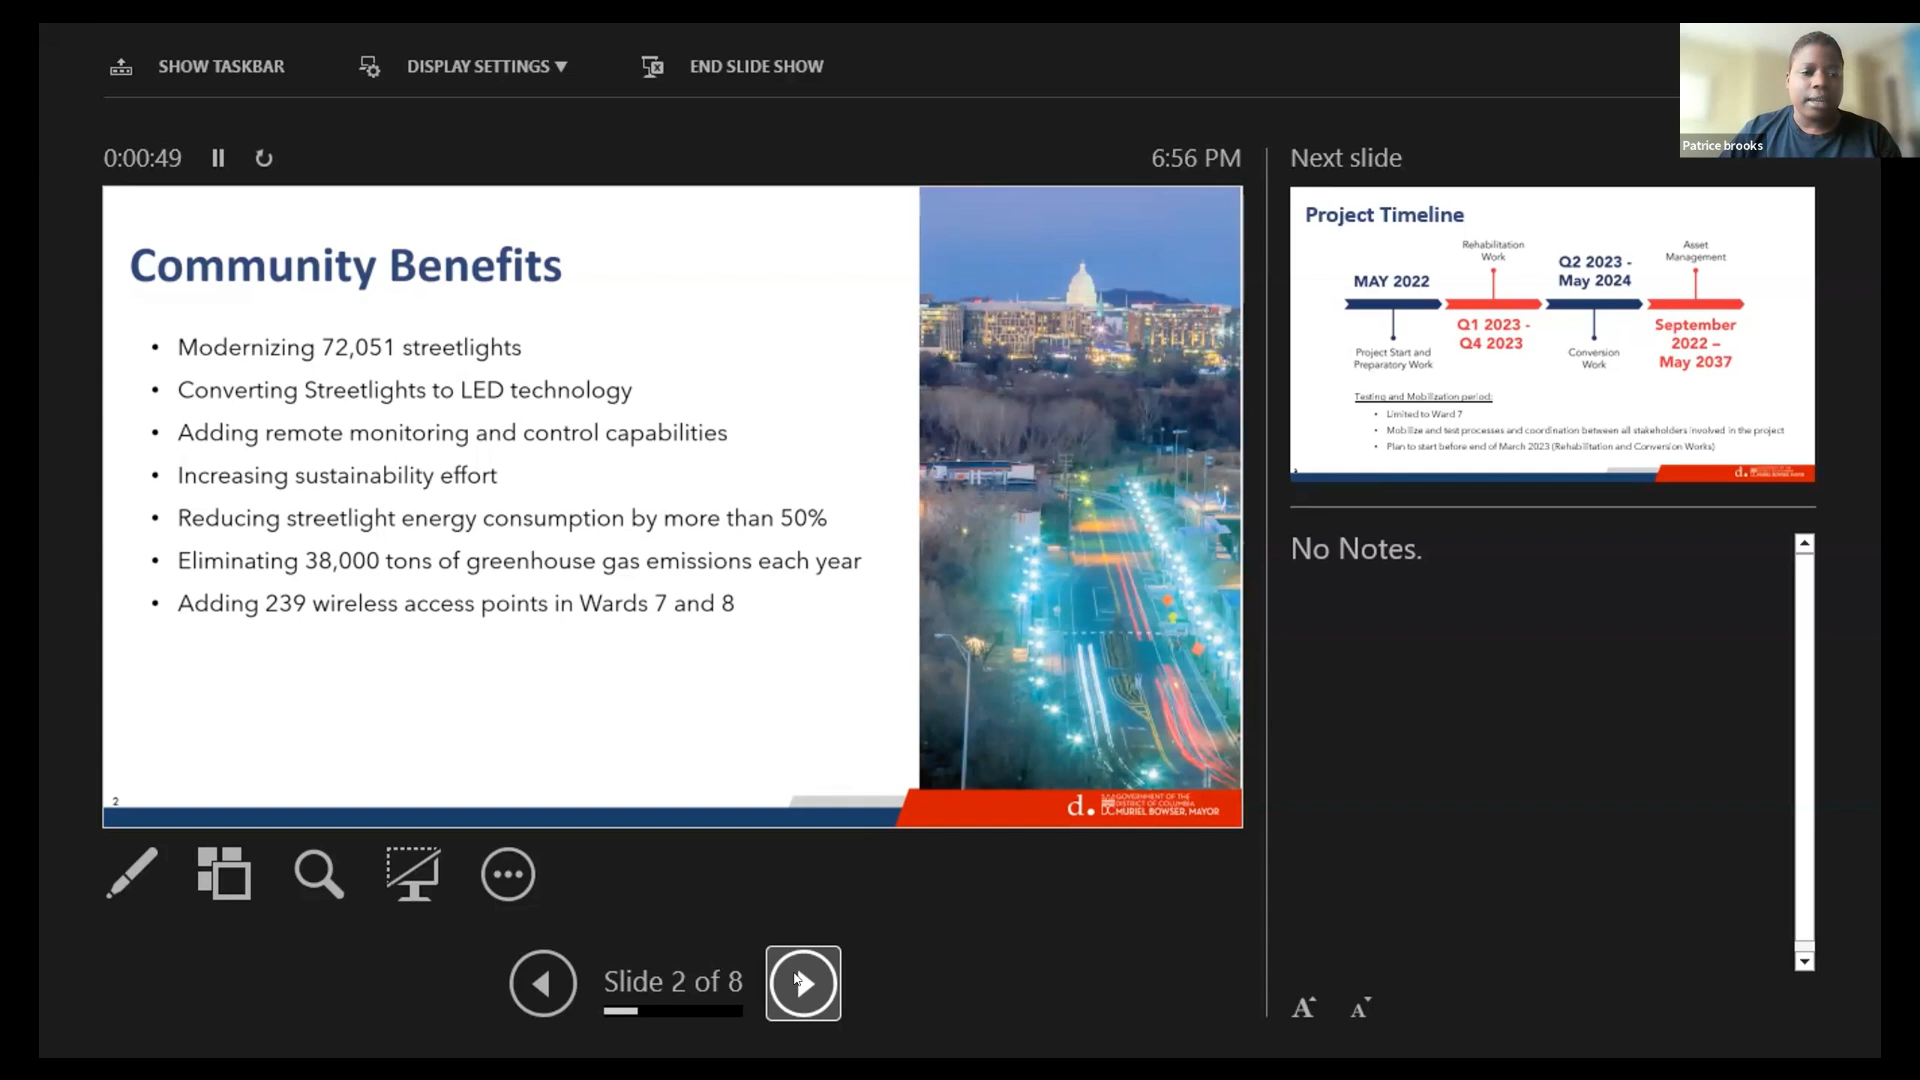 SHOW TASKBAR
DISPLAY SETTINGS ▼
END SLIDE SHOW
Patrice brooks
0:00:49
6:56 PM
Next slide
Community Benefits
• Modernizing 72,051 streetlights
• Converting Streetlights to LED technology
• Adding remote monitoring and control capabilities
• Increasing sustainability effort
• Reducing streetlight energy consumption by more than 50%
• Eliminating 38,000 tons of greenhouse gas emissions each year
• Adding 239 wireless access points in Wards 7 and 8
2
d.
GOVERNMENT OF THE
DISTRICT OF COLUMBIA
DC MURIEL BOWSER, MAYOR
Project Timeline
Rehabilitation
Work
Asset
Management
MAY 2022
Q2 2023 -
May 2024
Q1 2023 -
Q4 2023
September
2022 –
May 2037
Project Start and
Preparatory Work
Conversion
Work
Testing and Mobilization period:
• Limited to Ward 7
• Mobilize and test processes and coordination between all stakeholders involved in the project
• Plan to start before end of March 2023 (Rehabilitation and Conversion Works)
d.
No Notes.
Slide 2 of 8
A
A